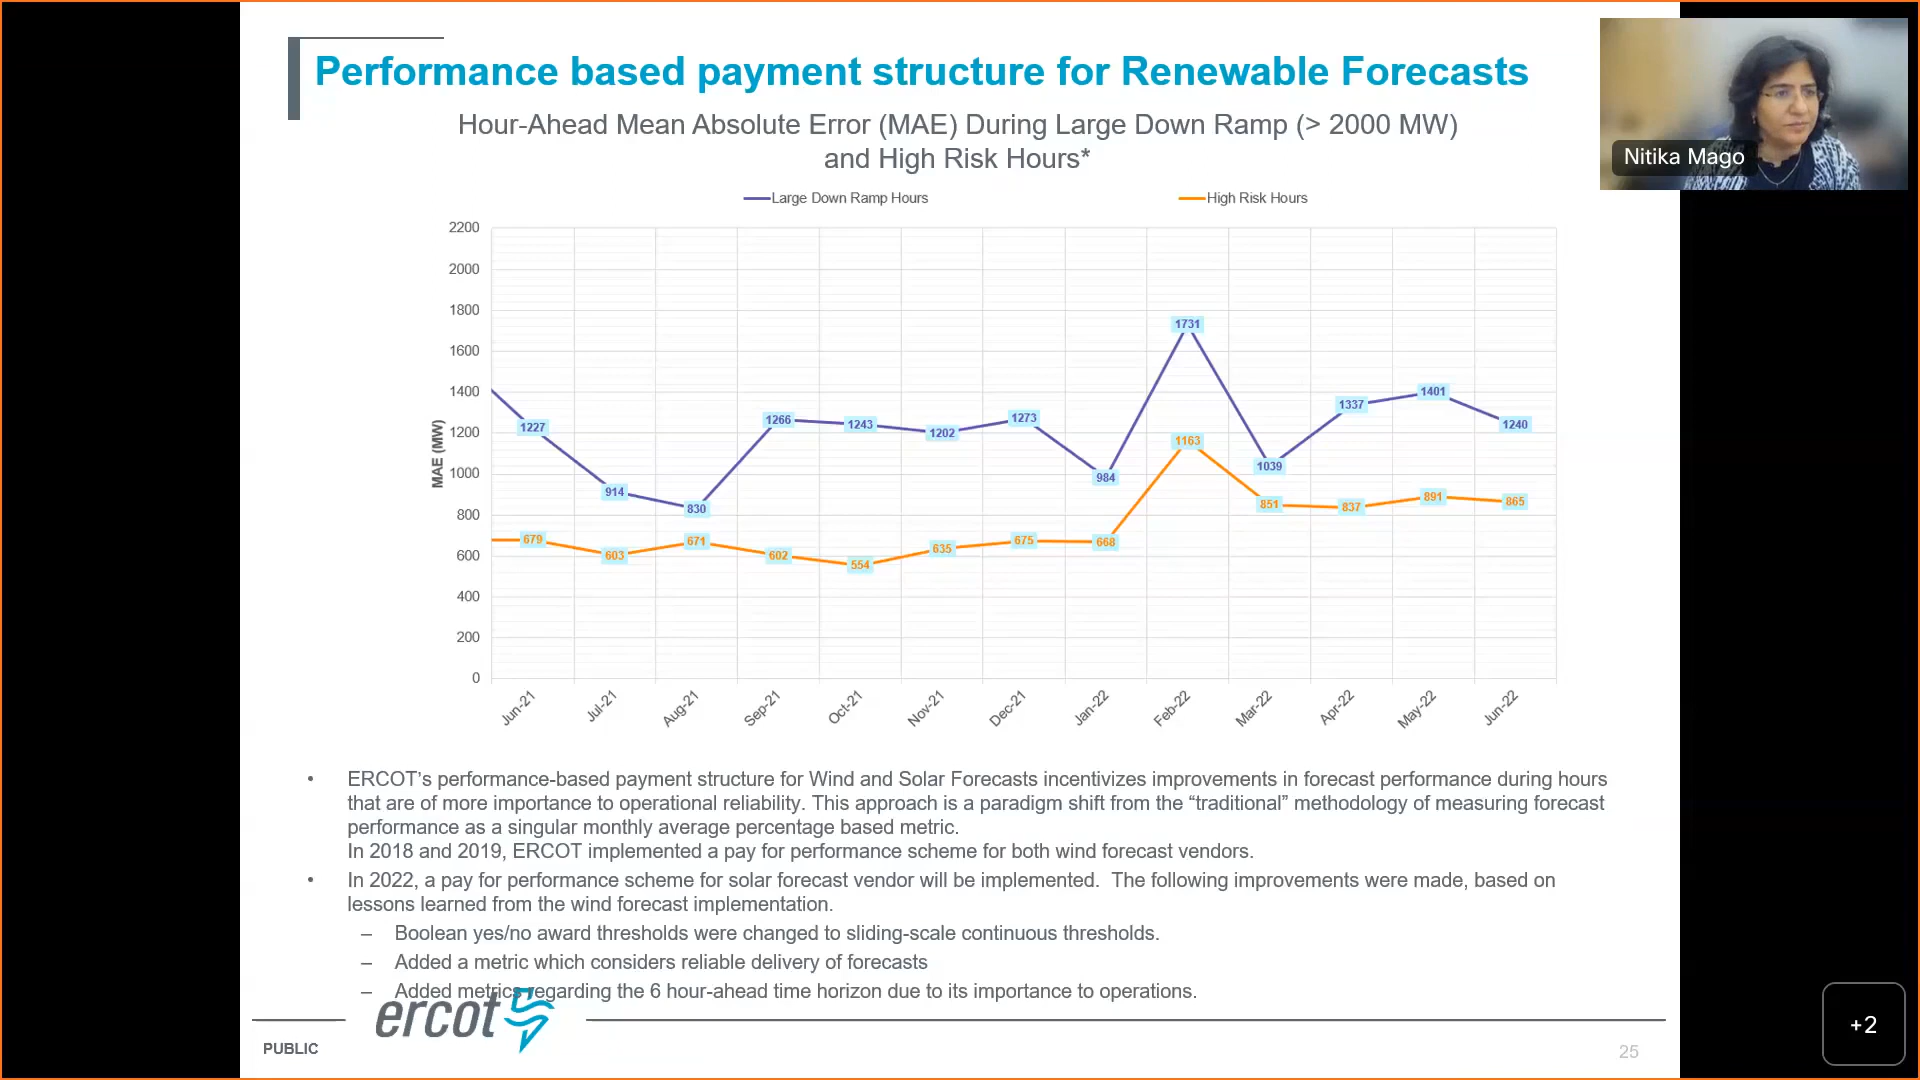 Performance based payment structure for Renewable Forecasts
Hour-Ahead Mean Absolute Error (MAE) During Large Down Ramp (> 2000 MW)
and High Risk Hours*
Nitika Mago
Large Down Ramp Hours
High Risk Hours
2200
2000
1800
1600
1400
1200
1000
800
600
400
200
0
MAE (MW)
1227
914
830
1266
1243
1202
1273
984
1731
1039
1337
1401
1240
679
603
671
602
554
635
675
668
1163
851
837
891
865
Jun-21
Jul-21
Aug-21
Sep-21
Oct-21
Nov-21
Dec-21
Jan-22
Feb-22
Mar-22
Apr-22
May-22
Jun-22
• ERCOT's performance-based payment structure for Wind and Solar Forecasts incentivizes improvements in forecast performance during hours
that are of more importance to operational reliability. This approach is a paradigm shift from the “traditional” methodology of measuring forecast
performance as a singular monthly average percentage based metric.
In 2018 and 2019, ERCOT implemented a pay for performance scheme for both wind forecast vendors.
• In 2022, a pay for performance scheme for solar forecast vendor will be implemented. The following improvements were made, based on
lessons learned from the wind forecast implementation.
– Boolean yes/no award thresholds were changed to sliding-scale continuous thresholds.
– Added a metric which considers reliable delivery of forecasts
– Added metrics regarding the 6 hour-ahead time horizon due to its importance to operations.
ercot
PUBLIC
25
+2